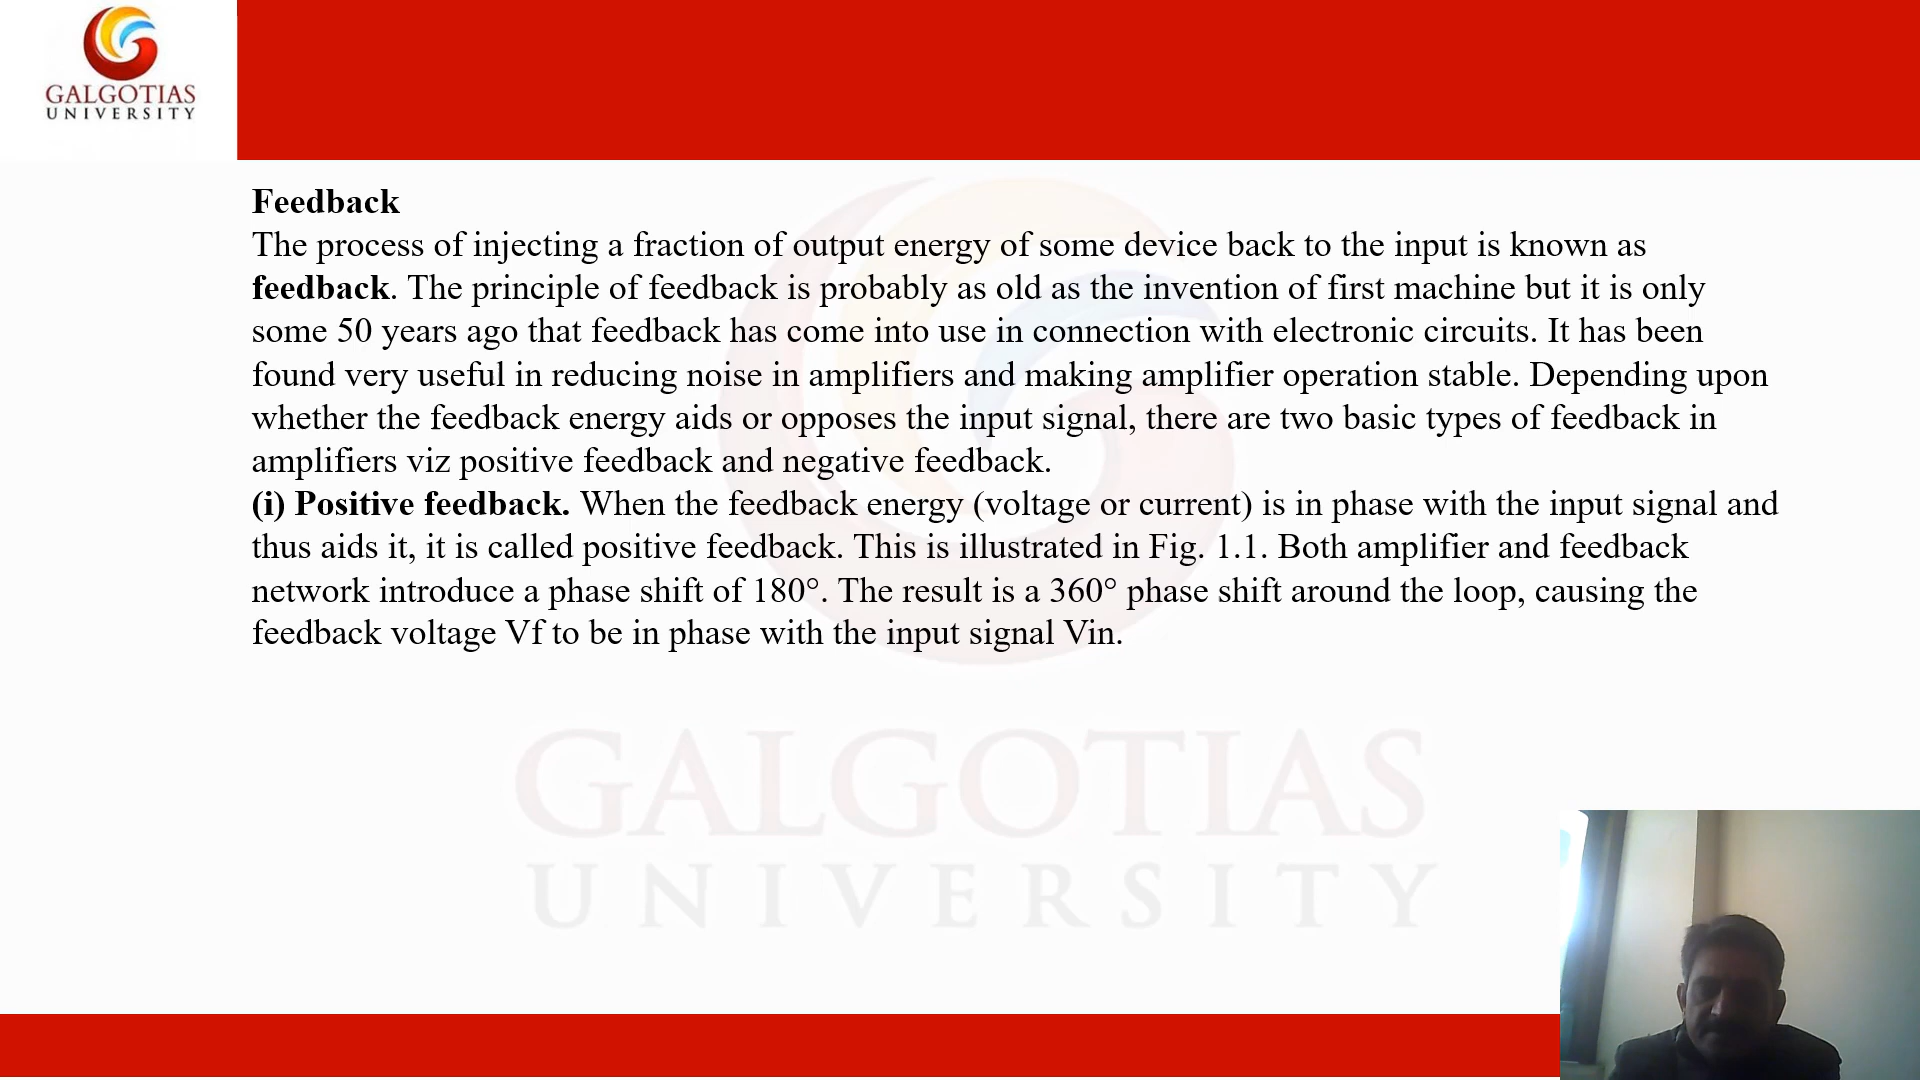 GALGOTIAS
UNIVERSITY
Feedback
The process of injecting a fraction of output energy of some device back to the input is known as
feedback. The principle of feedback is probably as old as the invention of first machine but it is only
some 50 years ago that feedback has come into use in connection with electronic circuits. It has been
found very useful in reducing noise in amplifiers and making amplifier operation stable. Depending upon
whether the feedback energy aids or opposes the input signal, there are two basic types of feedback in
amplifiers viz positive feedback and negative feedback.
(i) Positive feedback. When the feedback energy (voltage or current) is in phase with the input signal and
thus aids it, it is called positive feedback. This is illustrated in Fig. 1.1. Both amplifier and feedback
network introduce a phase shift of 180°. The result is a 360° phase shift around the loop, causing the
feedback voltage Vf to be in phase with the input signal Vin.
GALGOTIAS
UNIVERSITY